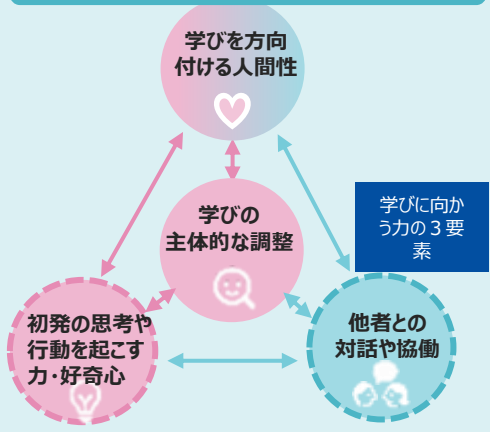 学びを方向
付ける人間性
学びの
主体的な調整
学びに向か
う力の３要
素
初発の思考や
行動を起こす
力・好奇心
他者との
対話や協働